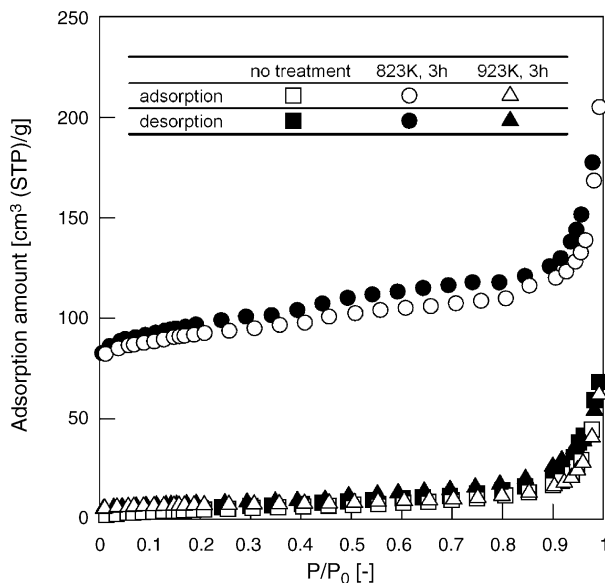 no treatment 823K, 3h 923K, 3h
adsorption
desorption
Adsorption amount [cm³ (STP)/g]
250
200
150
100
50
0
0 0.1 0.2 0.3 0.4 0.5 0.6 0.7 0.8 0.9 1
P/P₀ [-]